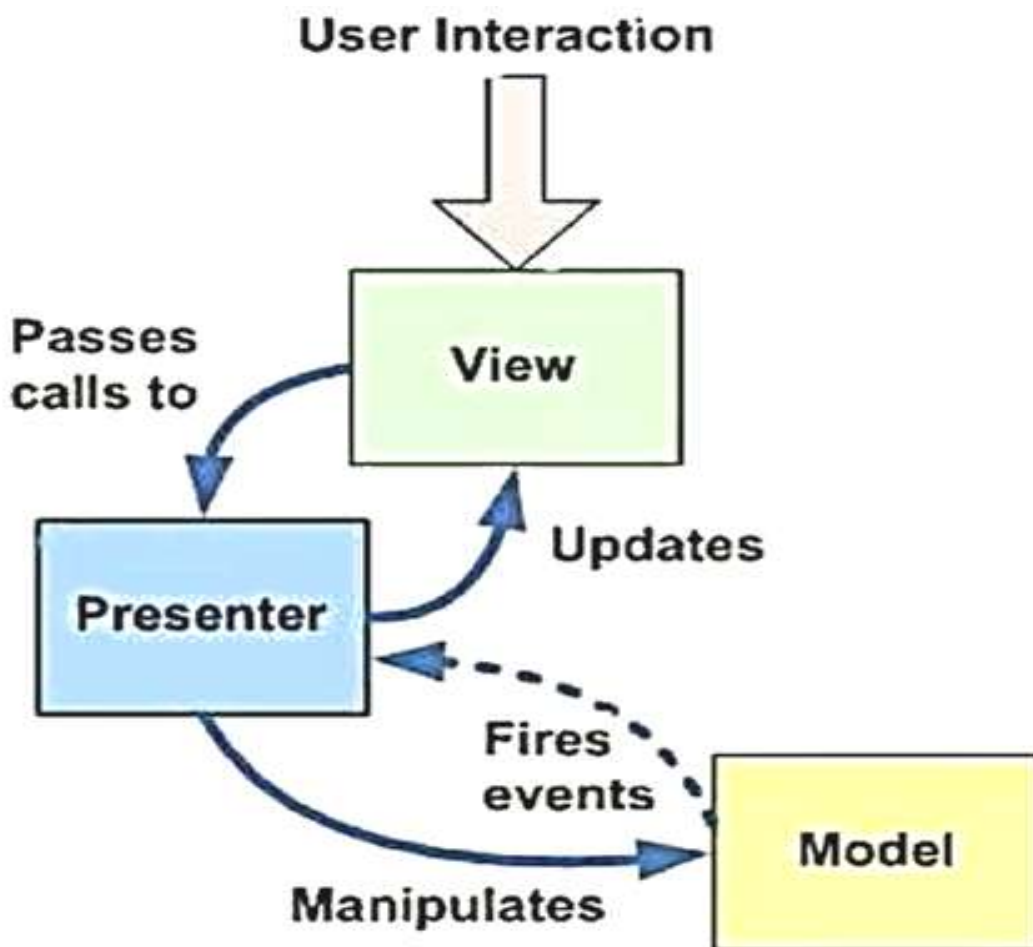 User Interaction
View
Passes
calls to
Updates
Presenter
Fires
events
Model
Manipulates